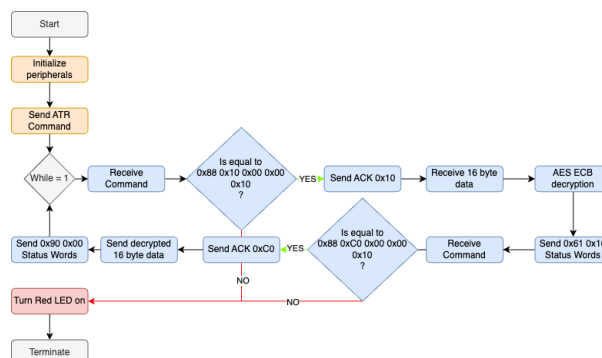 Start
Initialize
peripherals
Send ATR
Command
While = 1
Receive
Command
Is equal to
0x88 0x10 0x00 0x00
0x10
?
YES
Send ACK 0x10
Receive 16 byte
data
AES ECB
decryption
Send 0x61 0x10
Status Words
Receive
Command
Is equal to
0x88 0xC0 0x00 0x00
0x10
?
YES
Send ACK 0xC0
Send decrypted
16 byte data
Send 0x90 0x00
Status Words
NO
NO
Turn Red LED on
Terminate